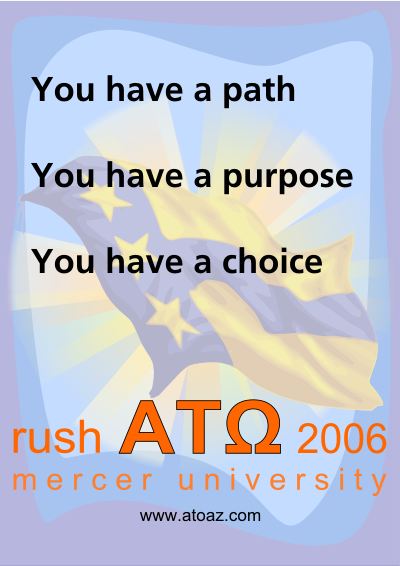 You have a path
You have a purpose
You have a choice
rush ΑΤΩ 2006
mercer university
www.atoaz.com